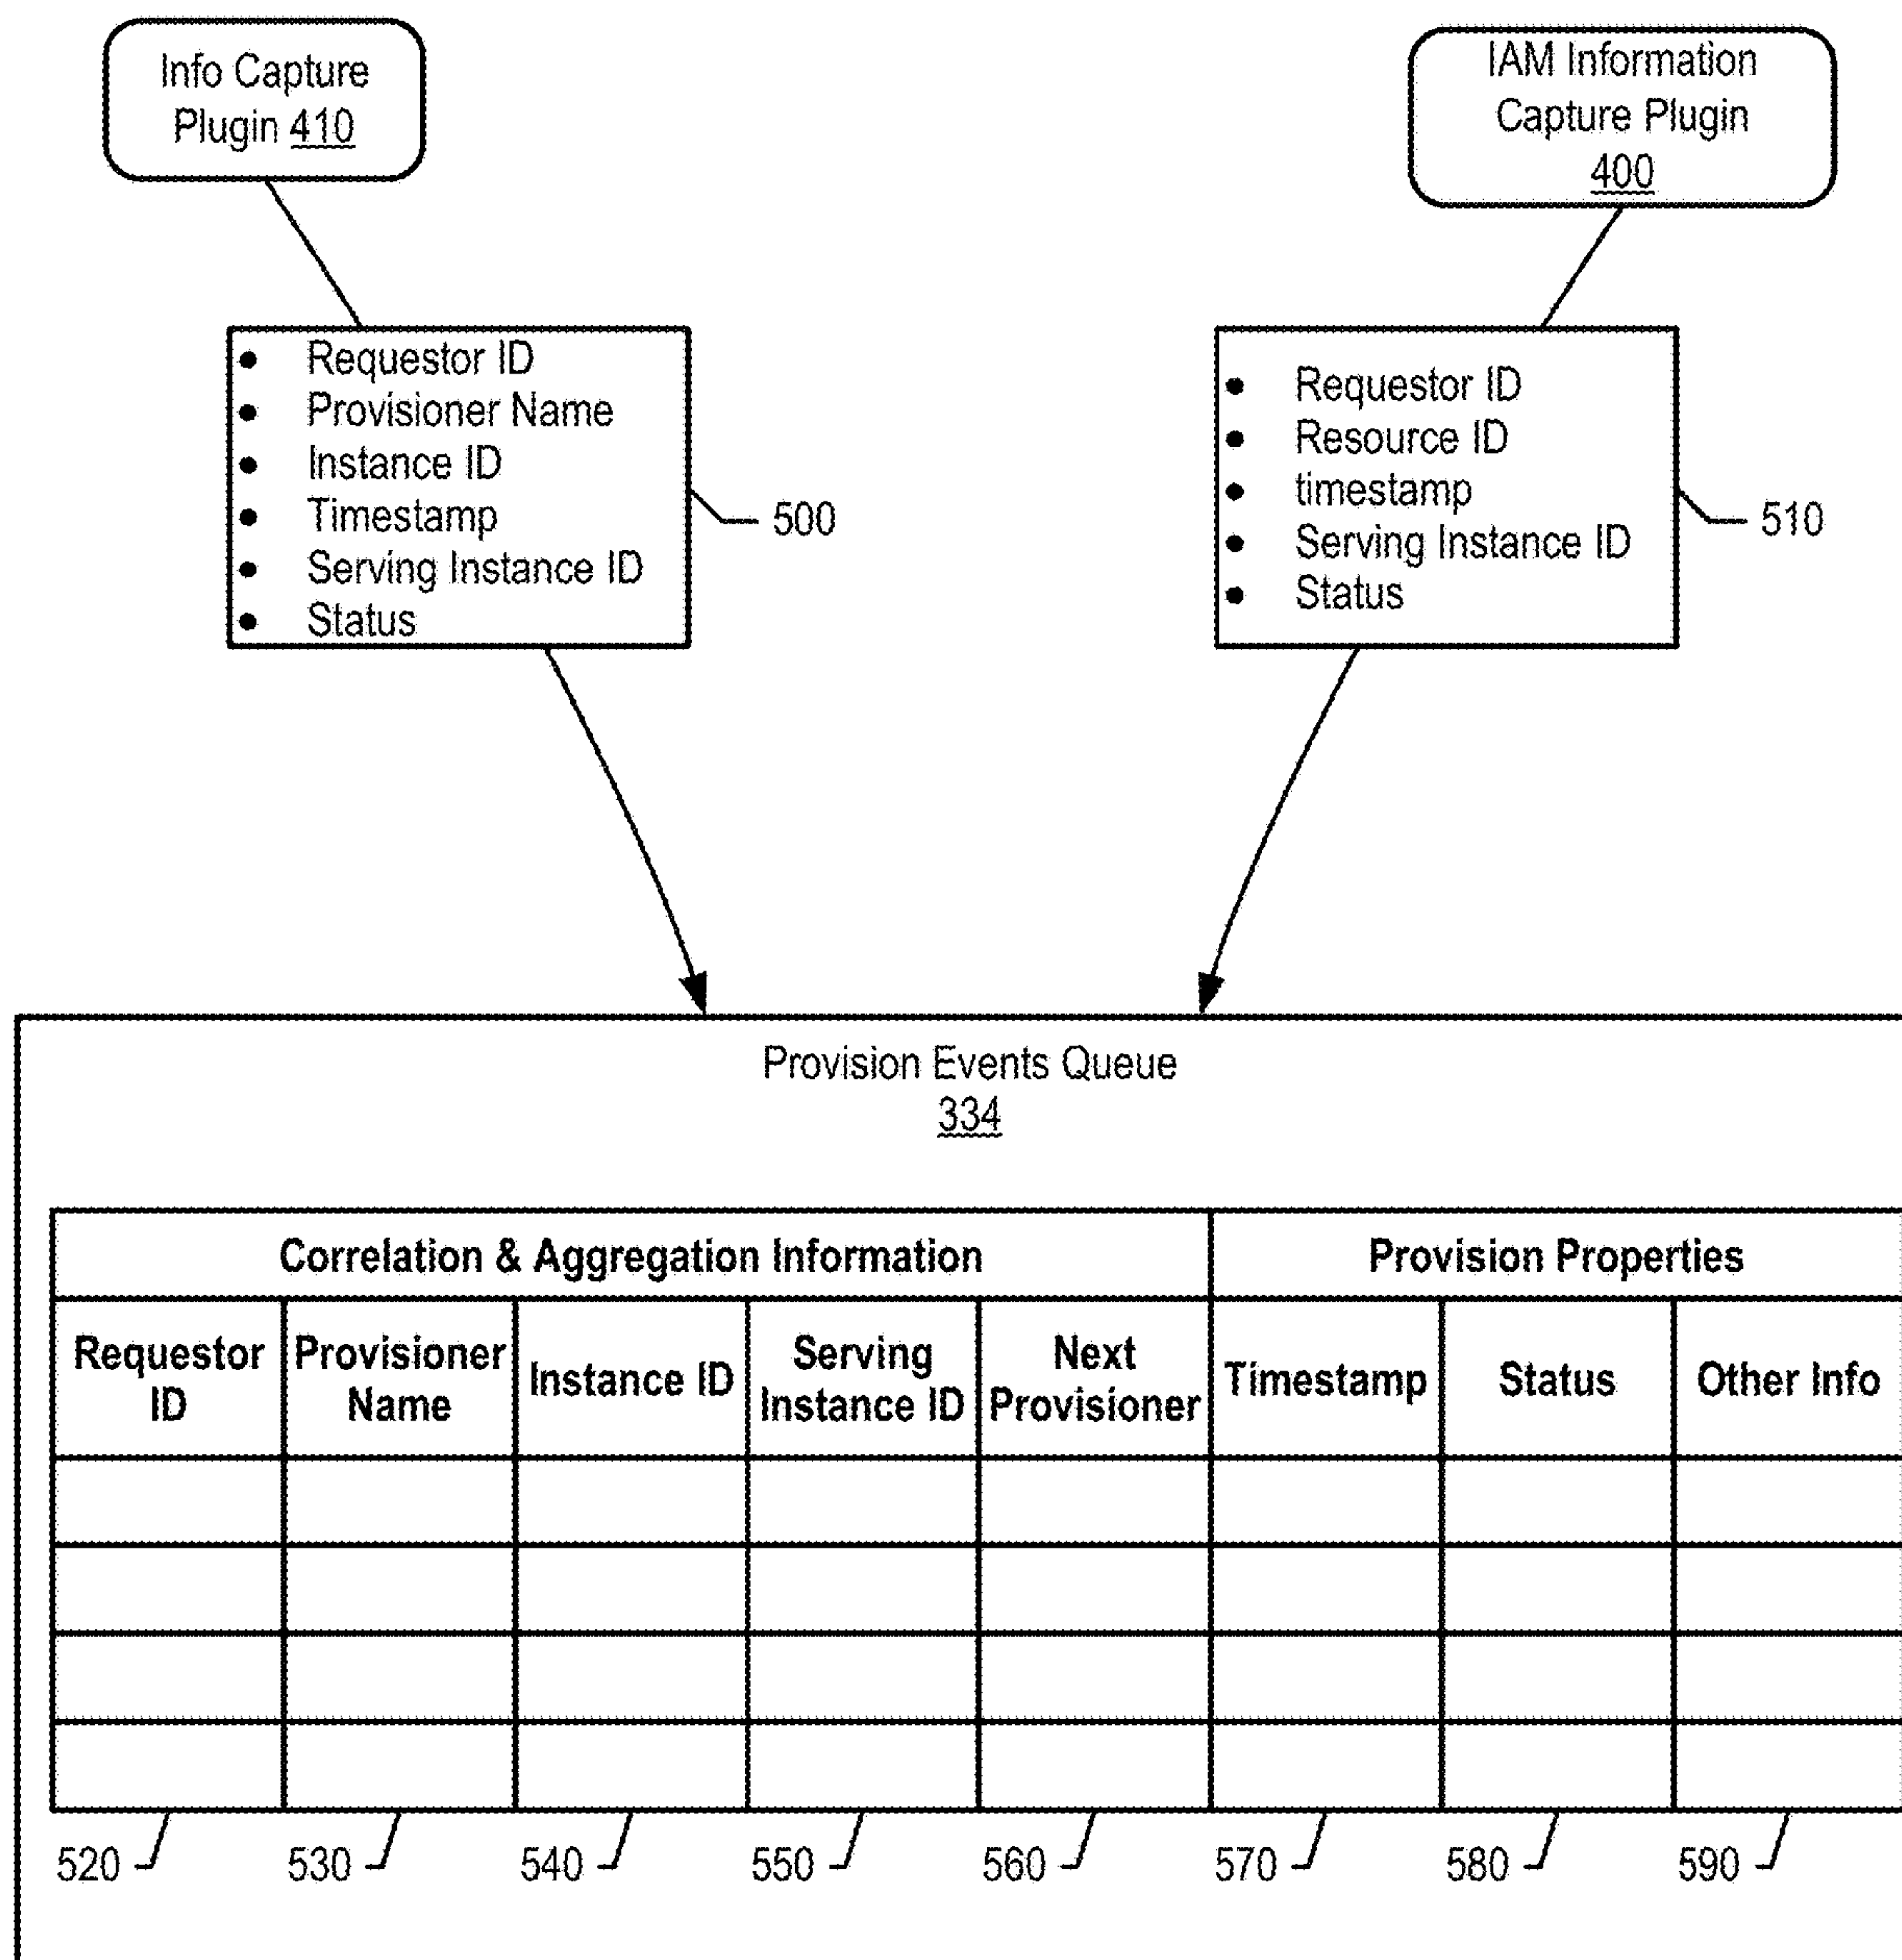 Info Capture
Plugin 410
IAM Information
Capture Plugin
400
• Requestor ID
• Provisioner Name
• Instance ID
• Timestamp
• Serving Instance ID
• Status
500
• Requestor ID
• Resource ID
• timestamp
• Serving Instance ID
• Status
510
Provision Events Queue
334
Correlation & Aggregation Information
Provision Properties
Requestor
ID
Provisioner
Name
Instance ID
Serving
Instance ID
Next
Provisioner
Timestamp
Status
Other Info
520
530
540
550
560
570
580
590